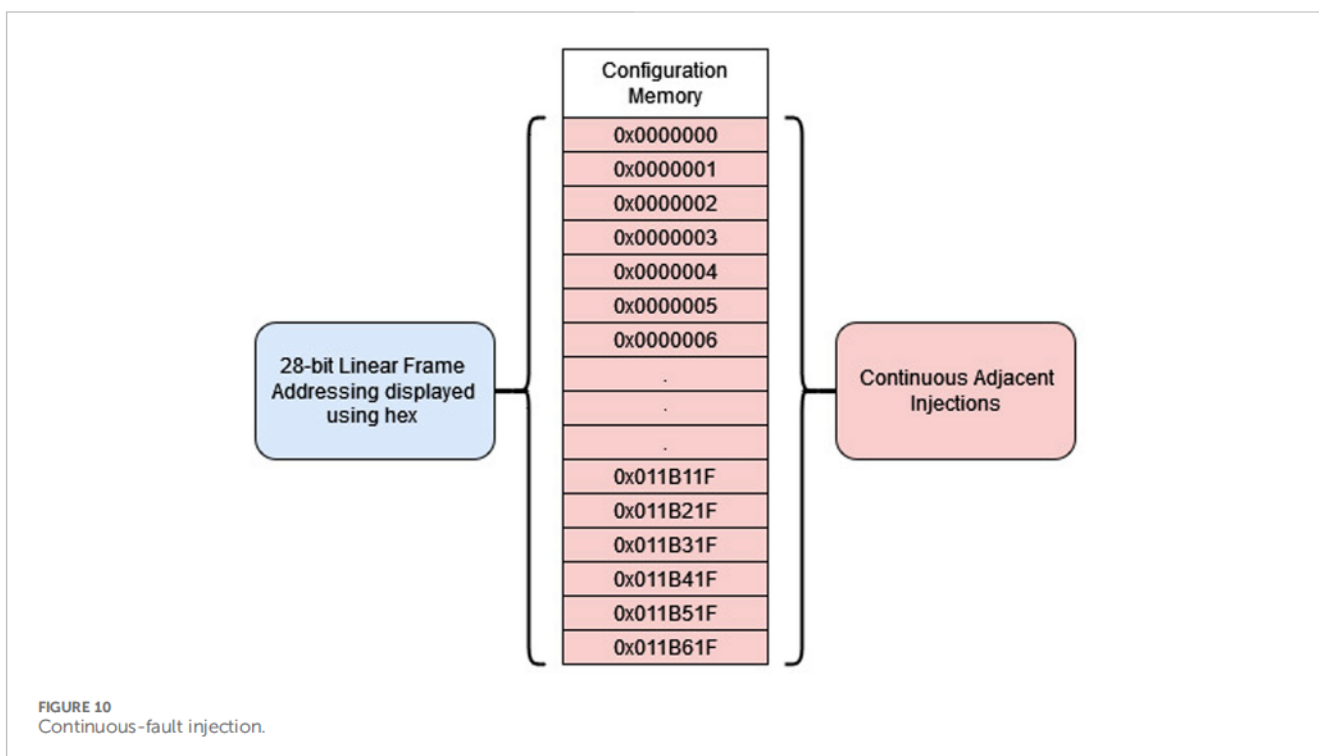 Configuration
Memory
0x0000000
0x0000001
0x0000002
0x0000003
0x0000004
0x0000005
0x0000006
.
.
.
0x011B11F
0x011B21F
0x011B31F
0x011B41F
0x011B51F
0x011B61F
28-bit Linear Frame
Addressing displayed
using hex
Continuous Adjacent
Injections
FIGURE 10
Continuous-fault injection.